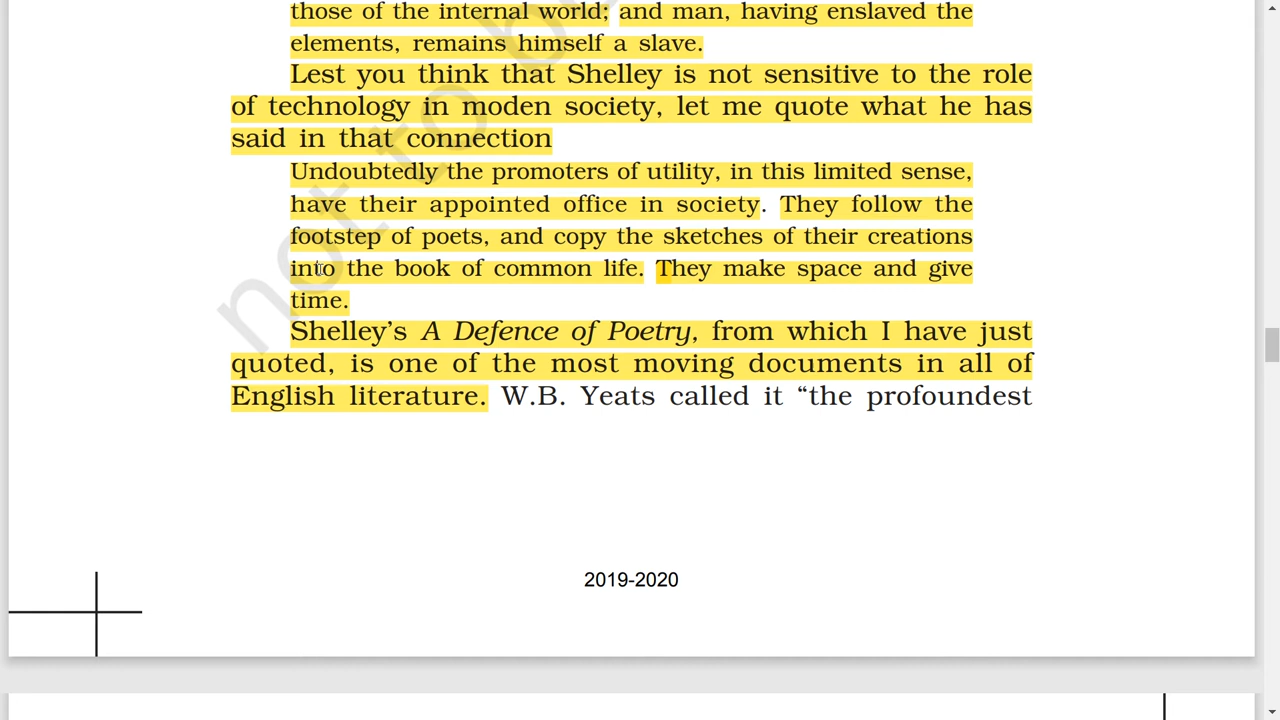 those of the internal world; and man, having enslaved the
elements, remains himself a slave.
Lest you think that Shelley is not sensitive to the role
of technology in moden society, let me quote what he has
said in that connection
Undoubtedly the promoters of utility, in this limited sense,
have their appointed office in society. They follow the
footstep of poets, and copy the sketches of their creations
into the book of common life. They make space and give
time.
Shelley’s A Defence of Poetry, from which I have just
quoted, is one of the most moving documents in all of
English literature. W.B. Yeats called it “the profoundest
not to be
2019-2020